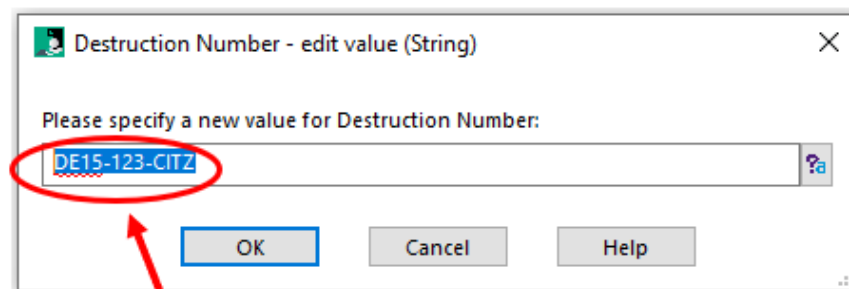 Destruction Number - edit value (String)
Please specify a new value for Destruction Number:
DE15-123-CITZ
?a
OK Cancel Help